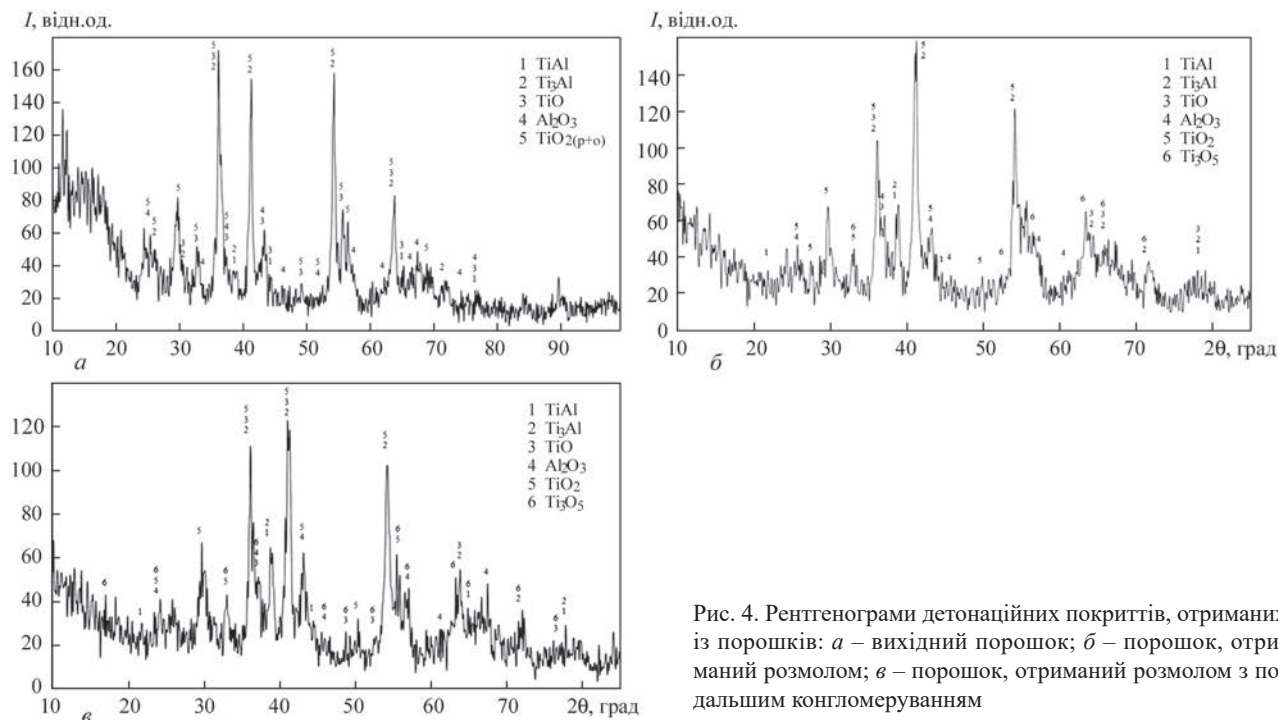 I, відн.од.
160
140
120
100
80
60
40
20
0
10 20 30 40 50 60 70 80 90
а
1 TiAl
2 Ti3Al
3 TiO
4 Al2O3
5 TiO2(р+о)
I, відн.од.
140
120
100
80
60
40
20
0
10 20 30 40 50 60 70 2θ, град
б
1 TiAl
2 Ti3Al
3 TiO
4 Al2O3
5 TiO2
6 Ti3O5
120
100
80
60
40
20
0
10 20 30 40 50 60 70 2θ, град
в
1 TiAl
2 Ti3Al
3 TiO
4 Al2O3
5 TiO2
6 Ti3O5
Рис. 4. Рентгенограми детонаційних покриттів, отриманих
із порошків: а – вихідний порошок; б – порошок, отри-
маний розмолом; в – порошок, отриманий розмолом з по-
дальшим конгломеруванням